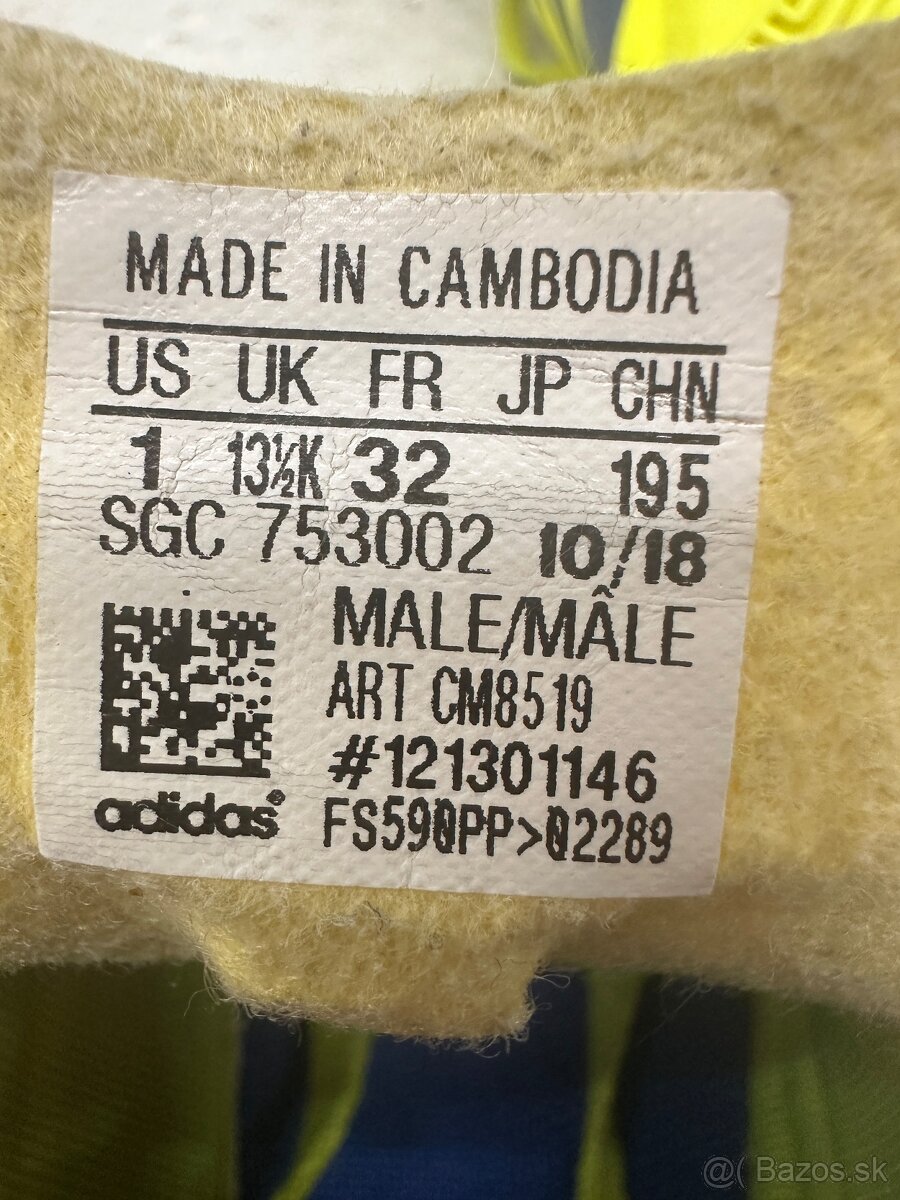 MADE IN CAMBODIA
US UK FR JP CHN
1 13½K 32 195
SGC 753002 10/18
MALE/MÂLE
ART CM8519
#121301146
adidas® FS590PP>02289
@( Bazos.sk